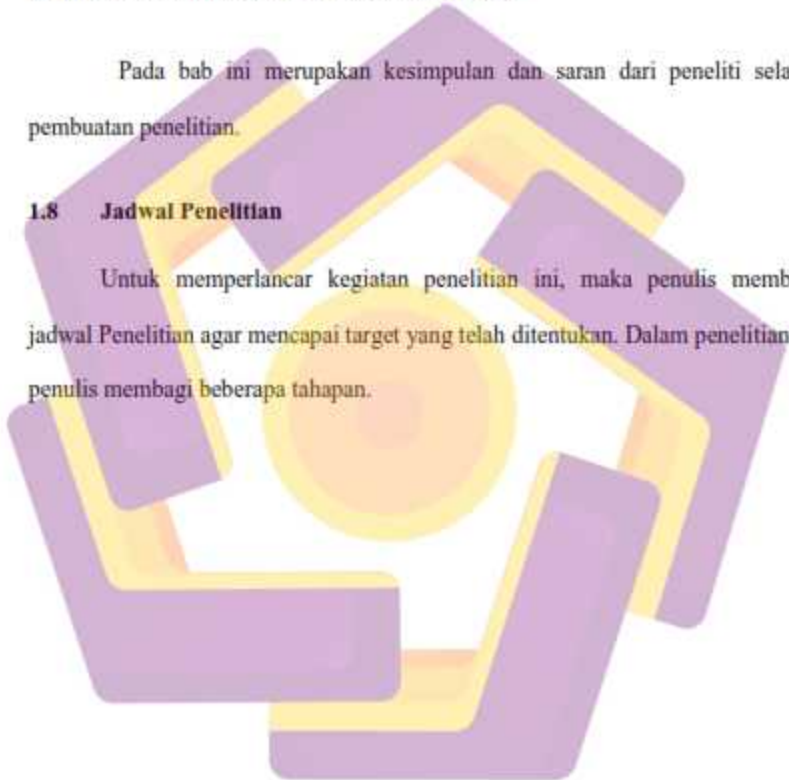 Pada bab ini merupakan kesimpulan dan saran dari peneliti sela
pembuatan penelitian.
1.8 Jadwal Penelitian
Untuk memperlancar kegiatan penelitian ini, maka penulis memb
jadwal Penelitian agar mencapai target yang telah ditentukan. Dalam penelitian
penulis membagi beberapa tahapan.